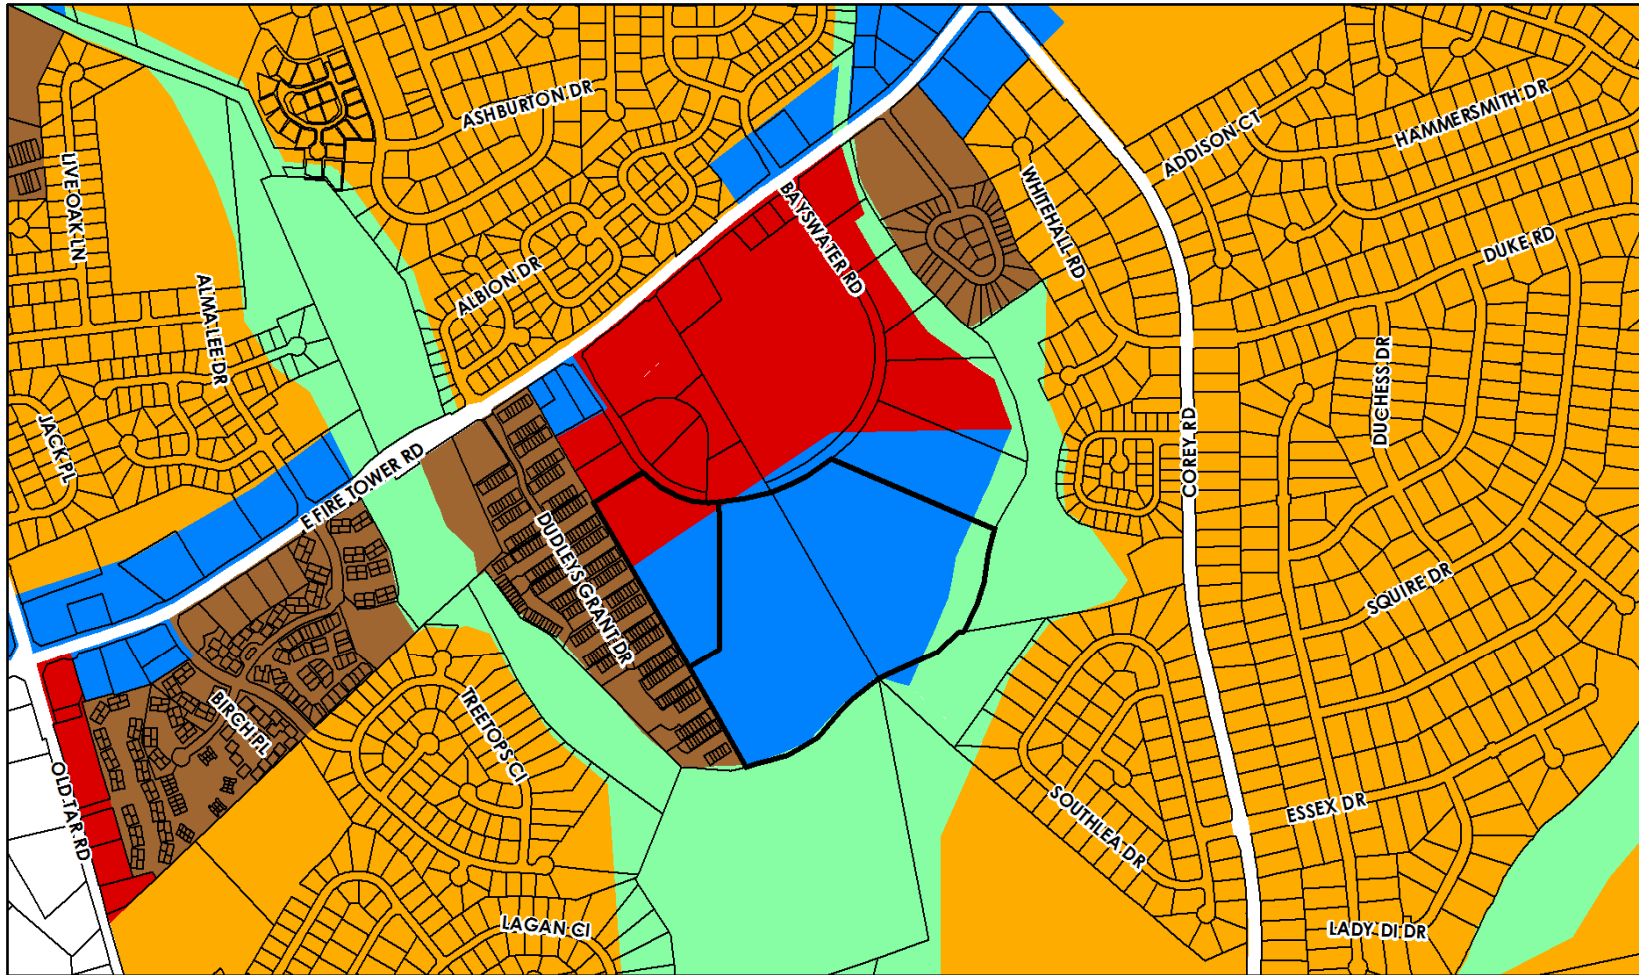 ASHBURTON DR
HAMMERSMITH DR
ADDISON CT
LIVE OAK LN
BAYSWATER RD
WHITEHALL RD
DUKE RD
ALBION DR
ALMA LEE DR
DUCHESS DR
JACK PL
COREY RD
E FIRE TOWER RD
DUDLEYS GRANT DR
SQUIRE DR
BIRCH PL
TREETOPS CI
OLD TAR RD
SOUTHLEA DR
ESSEX DR
LAGAN CI
LADY DI DR